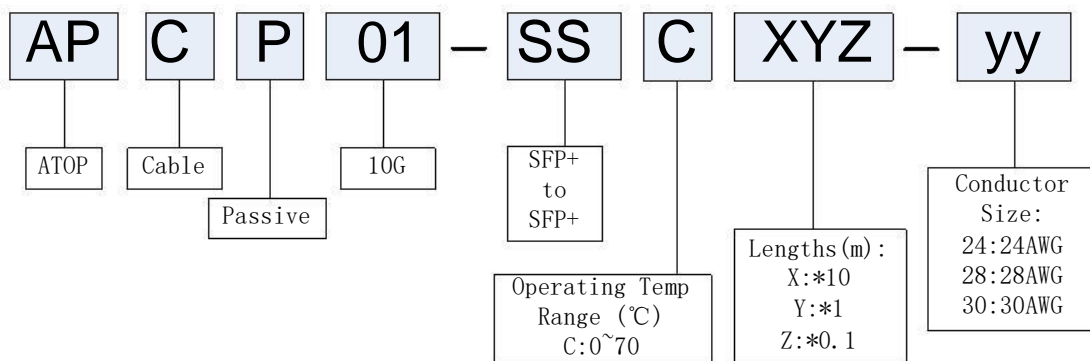 AP C P 01 – SS C XYZ – yy
ATOP
Cable
Passive
10G
SFP+
to
SFP+
Operating Temp
Range (℃)
C:0~70
Lengths(m):
X:*10
Y:*1
Z:*0.1
Conductor
Size:
24:24AWG
28:28AWG
30:30AWG